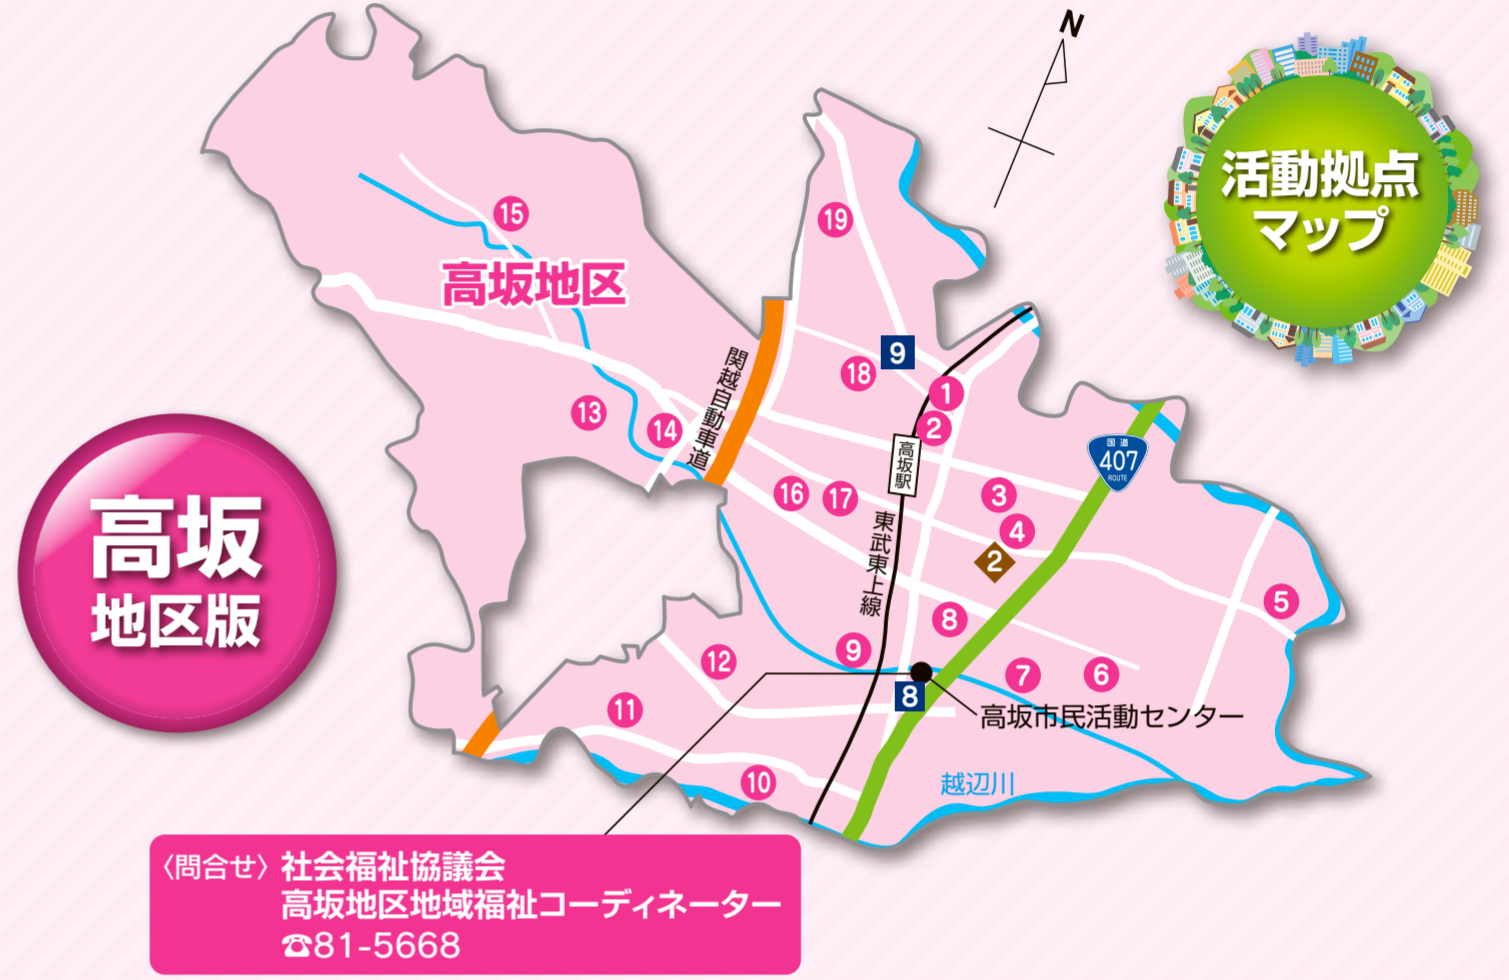 N
活動拠点
マップ
⑮
高坂地区
⑲
関越自動車道
9
⑱
①
②
⑬
⑭
高坂駅
国道
407
ROUTE
⑯
⑰
③
④
2
東武東上線
⑤
高坂
地区版
⑧
⑨
⑫
⑦
⑥
8
⑪
高坂市民活動センター
⑩
越辺川
〈問合せ〉社会福祉協議会
高坂地区地域福祉コーディネーター
☎81-5668